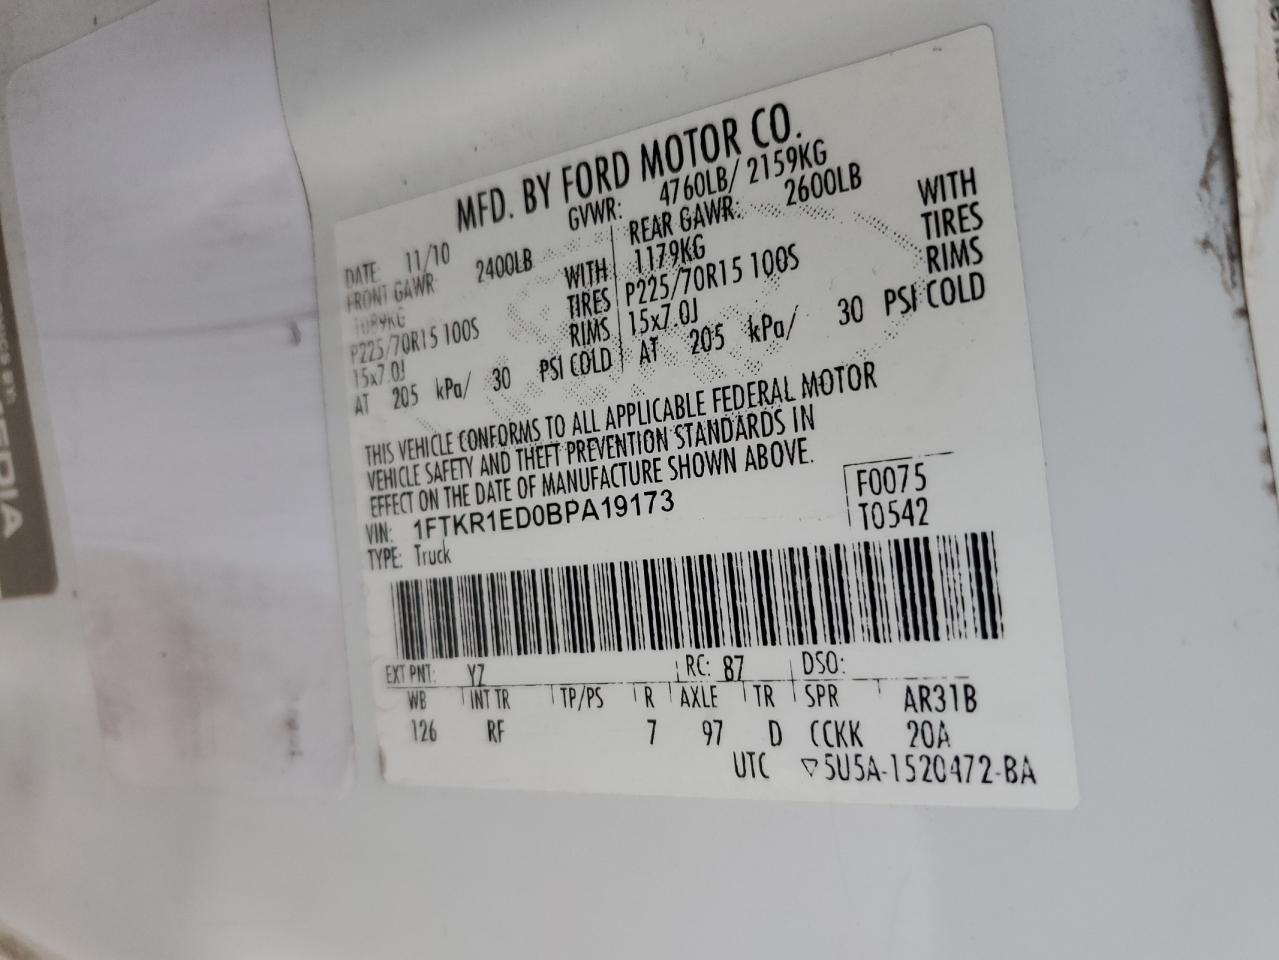 MFD. BY FORD MOTOR CO.
DATE: 11/10 GVWR: 4760LB/ 2159KG
FRONT GAWR: 2400LB
1089KG WITH
P225/70R15 100S TIRES
15x7.0J RIMS
AT 205 kPa/ 30 PSI COLD
REAR GAWR: 2600LB
1179KG WITH
P225/70R15 100S TIRES
15x7.0J RIMS
AT 205 kPa/ 30 PSI COLD
THIS VEHICLE CONFORMS TO ALL APPLICABLE FEDERAL MOTOR
VEHICLE SAFETY AND THEFT PREVENTION STANDARDS IN
EFFECT ON THE DATE OF MANUFACTURE SHOWN ABOVE.
VIN: 1FTKR1ED0BPA19173
TYPE: Truck
F0075
T0542
EXT PNT: YZ RC: 87 DSO:
WB INT TR TP/PS R AXLE TR SPR AR31B
126 RF 7 97 D CCKK 20A
UTC ▽5U5A-1520472-BA